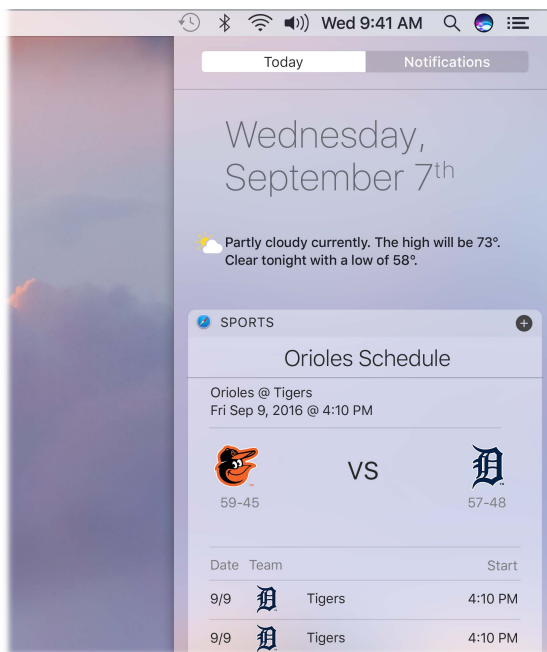 Wed 9:41 AM
Today Notifications
Wednesday,
September 7th
Partly cloudy currently. The high will be 73°.
Clear tonight with a low of 58°.
SPORTS
Orioles Schedule
Orioles @ Tigers
Fri Sep 9, 2016 @ 4:10 PM
VS
59-45 57-48
Date Team Start
9/9 Tigers 4:10 PM
9/9 Tigers 4:10 PM